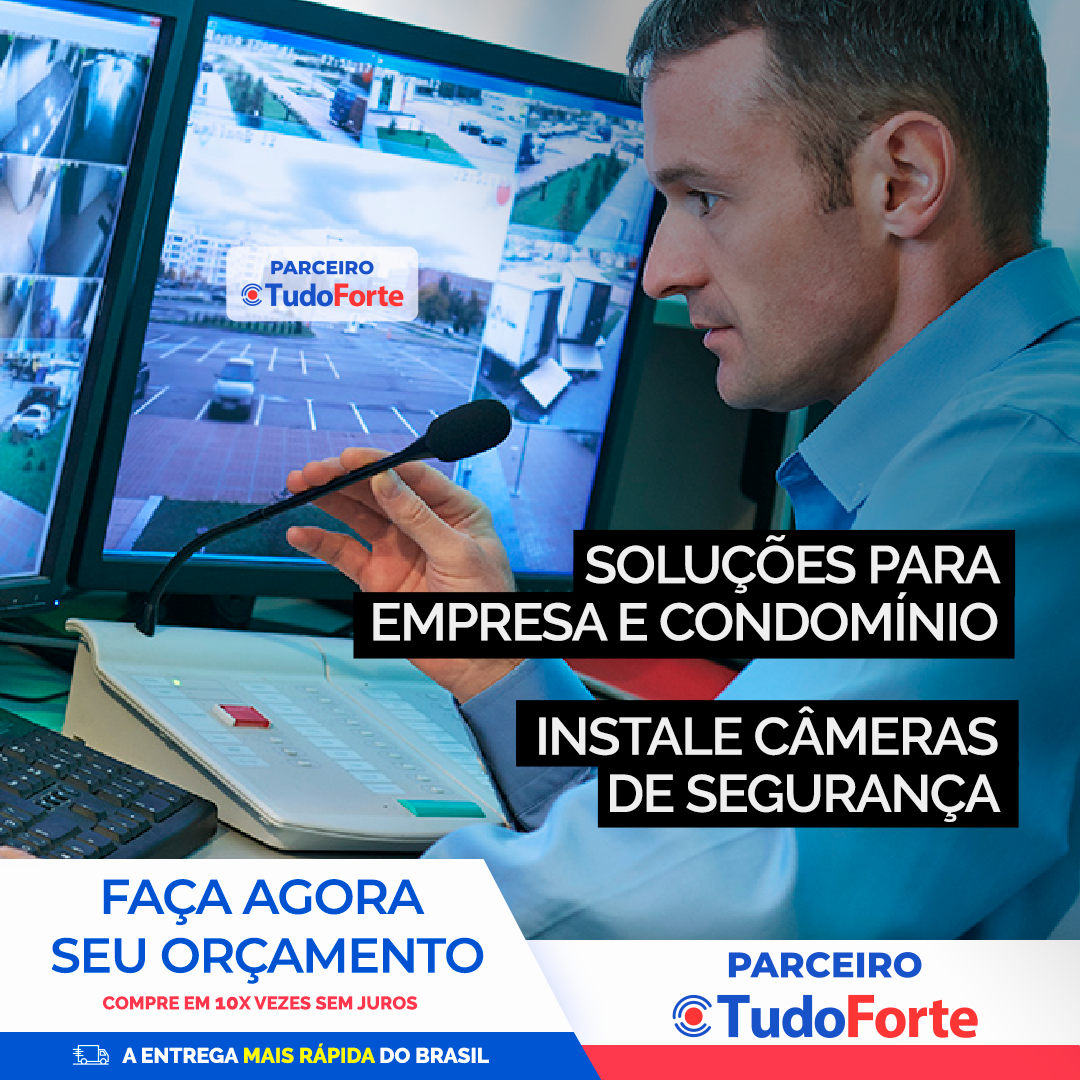 PARCEIRO
TudoForte
SOLUÇÕES PARA
EMPRESA E CONDOMÍNIO
INSTALE CÂMERAS
DE SEGURANÇA
FAÇA AGORA
SEU ORÇAMENTO
COMPRE EM 10X VEZES SEM JUROS
A ENTREGA MAIS RÁPIDA DO BRASIL
PARCEIRO
TudoForte